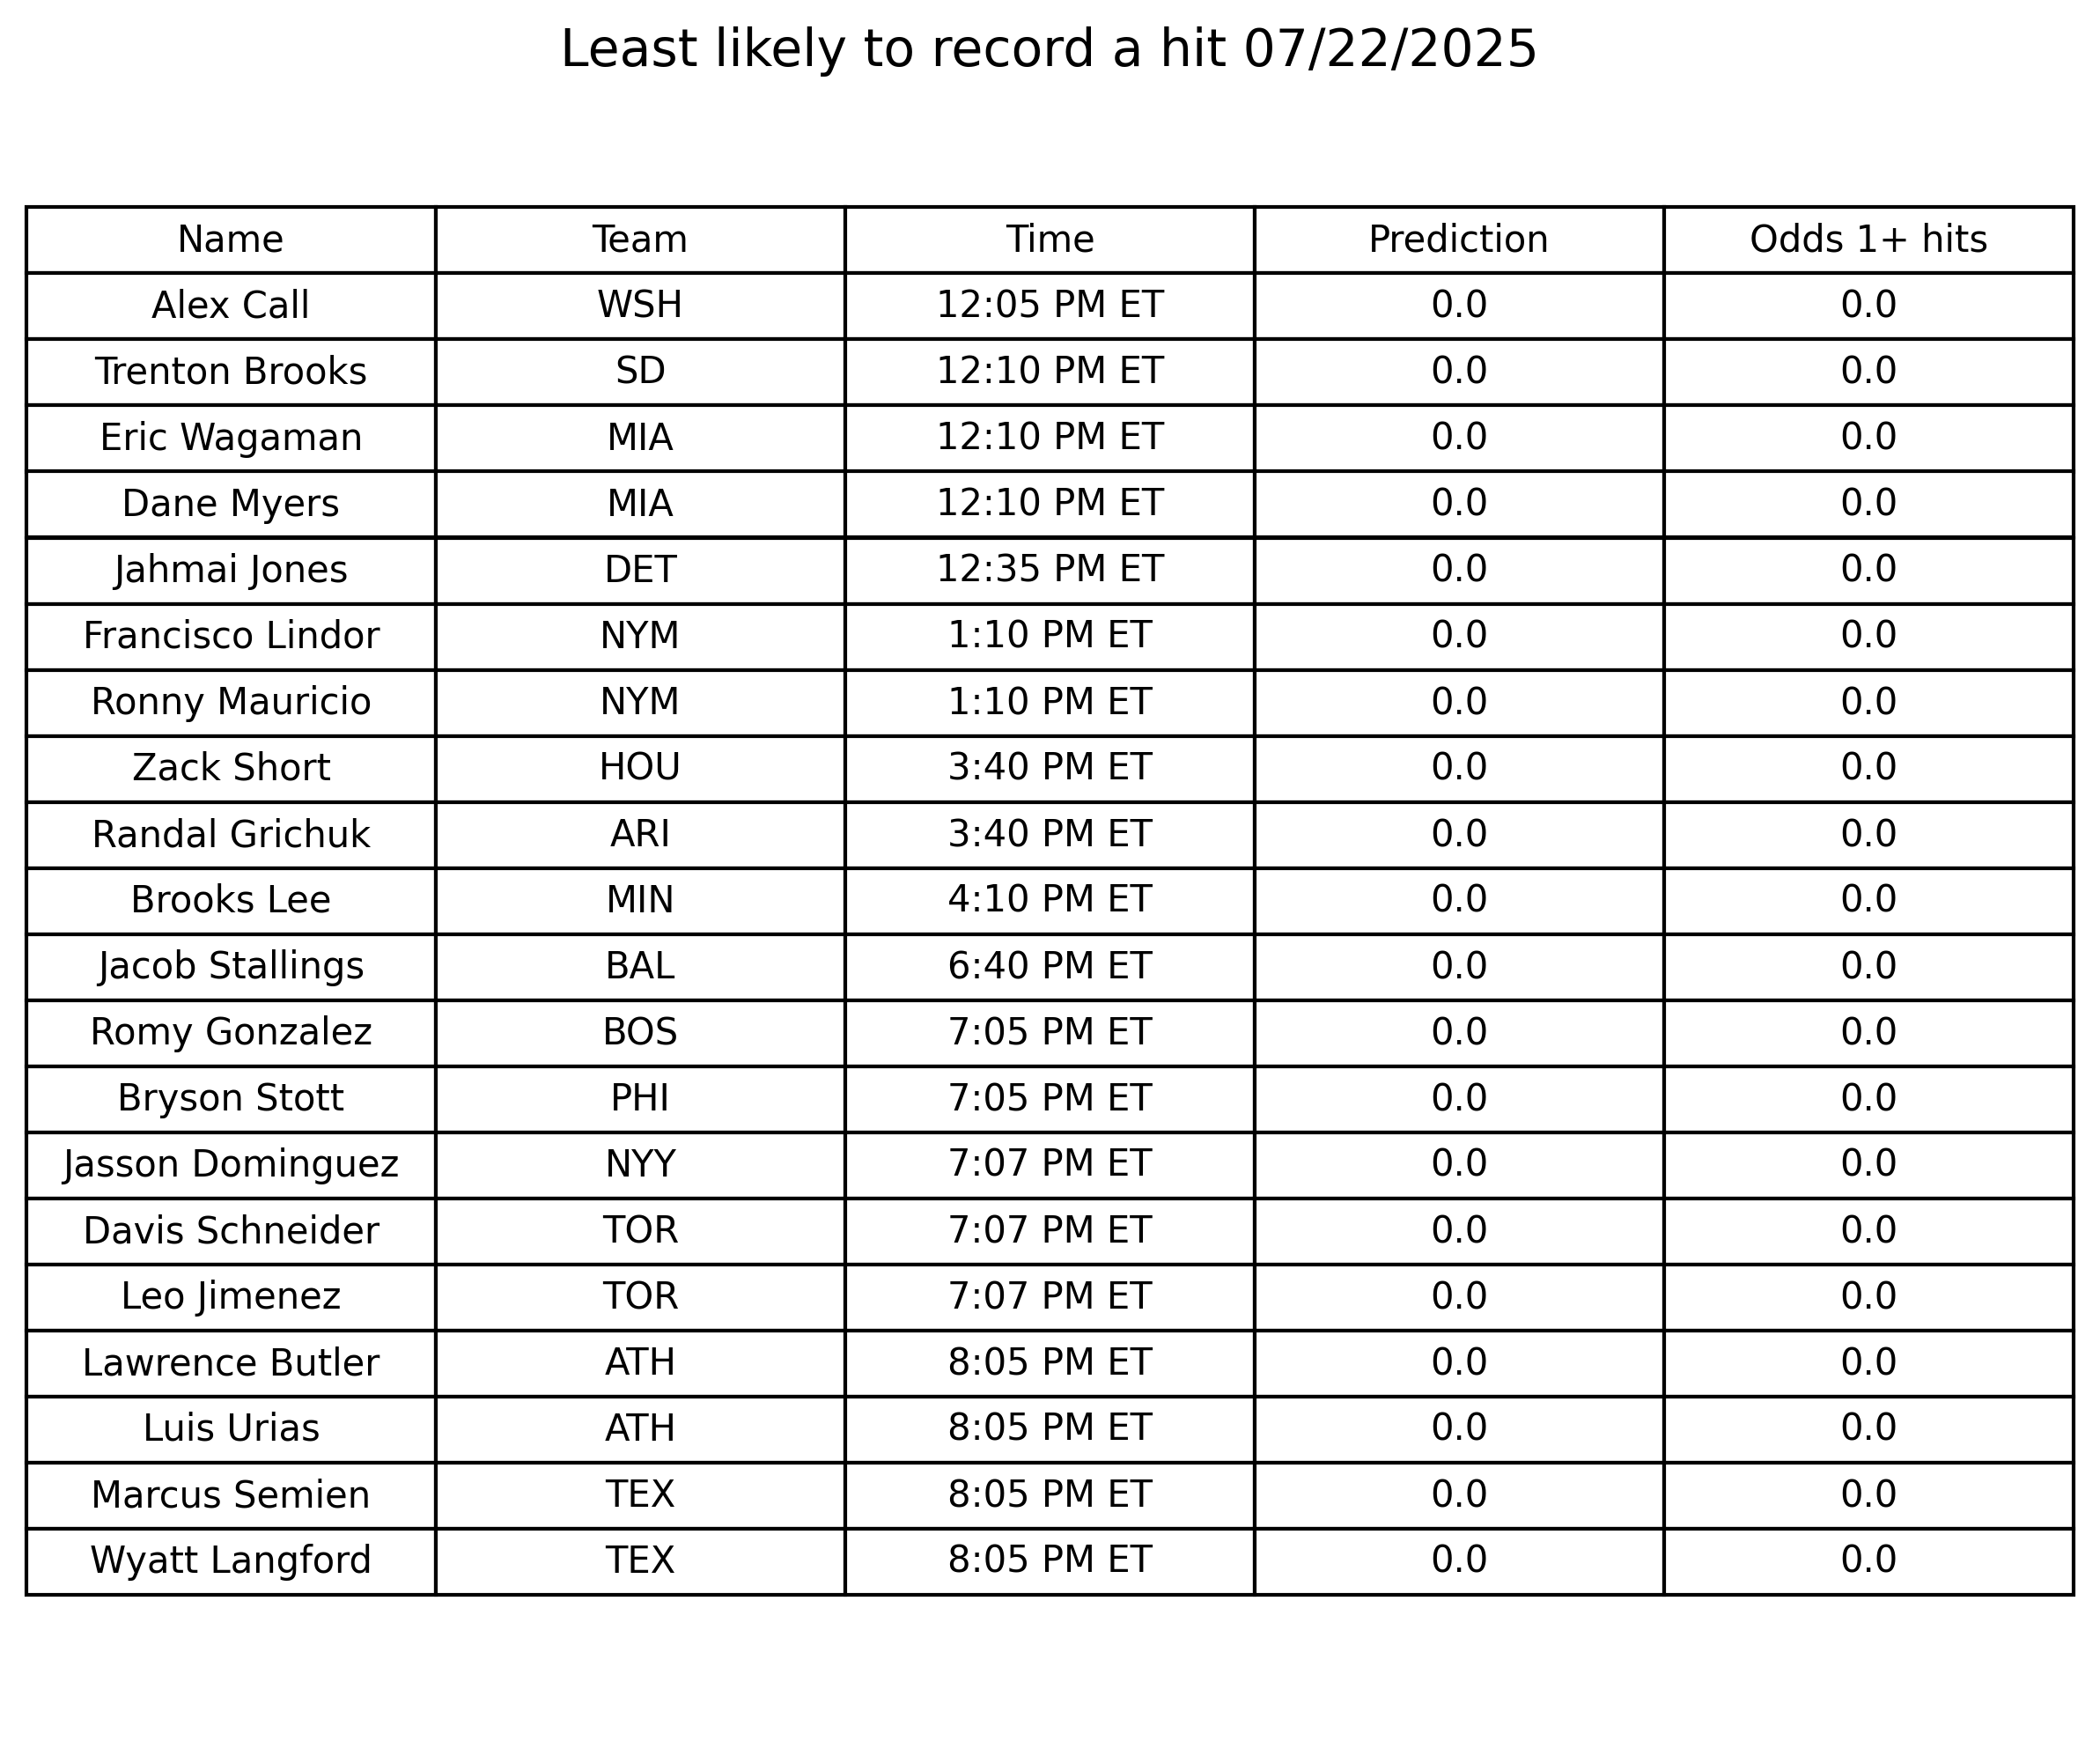 Least likely to record a hit 07/22/2025
Name Team Time Prediction Odds 1+ hits
Alex Call WSH 12:05 PM ET 0.0 0.0
Trenton Brooks SD 12:10 PM ET 0.0 0.0
Eric Wagaman MIA 12:10 PM ET 0.0 0.0
Dane Myers MIA 12:10 PM ET 0.0 0.0
Jahmai Jones DET 12:35 PM ET 0.0 0.0
Francisco Lindor NYM 1:10 PM ET 0.0 0.0
Ronny Mauricio NYM 1:10 PM ET 0.0 0.0
Zack Short HOU 3:40 PM ET 0.0 0.0
Randal Grichuk ARI 3:40 PM ET 0.0 0.0
Brooks Lee MIN 4:10 PM ET 0.0 0.0
Jacob Stallings BAL 6:40 PM ET 0.0 0.0
Romy Gonzalez BOS 7:05 PM ET 0.0 0.0
Bryson Stott PHI 7:05 PM ET 0.0 0.0
Jasson Dominguez NYY 7:07 PM ET 0.0 0.0
Davis Schneider TOR 7:07 PM ET 0.0 0.0
Leo Jimenez TOR 7:07 PM ET 0.0 0.0
Lawrence Butler ATH 8:05 PM ET 0.0 0.0
Luis Urias ATH 8:05 PM ET 0.0 0.0
Marcus Semien TEX 8:05 PM ET 0.0 0.0
Wyatt Langford TEX 8:05 PM ET 0.0 0.0